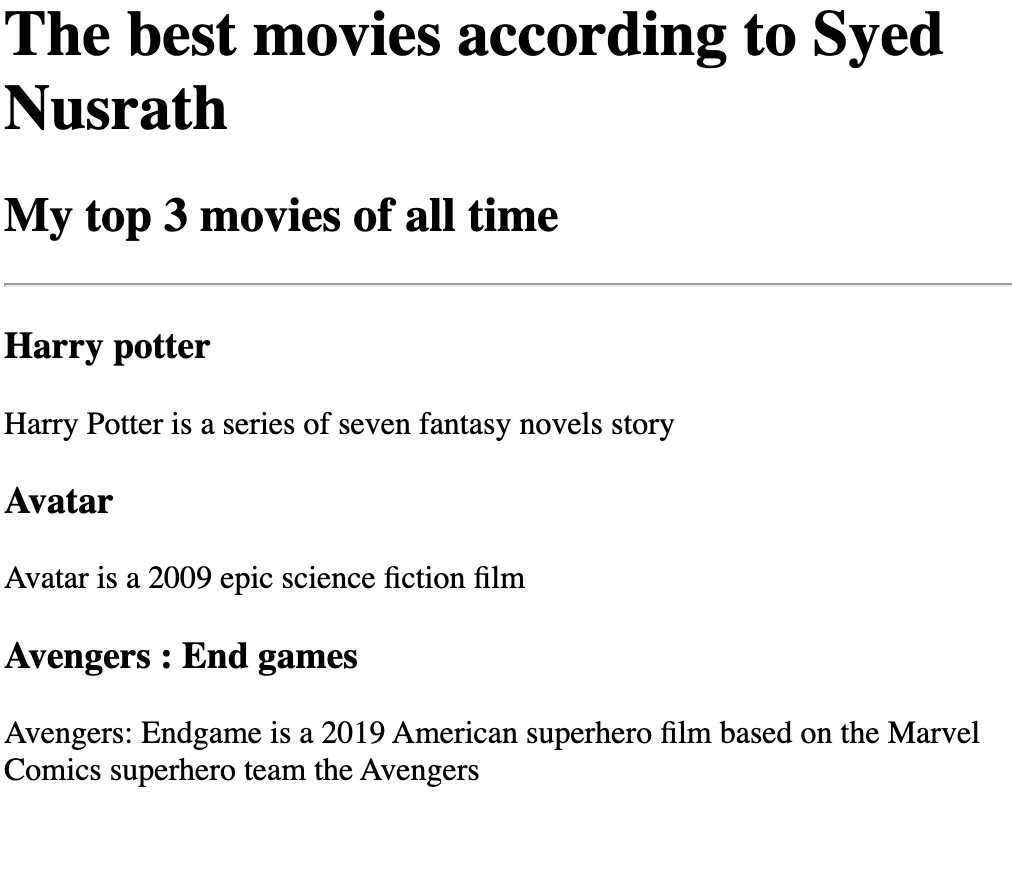 The best movies according to Syed
Nusrath
My top 3 movies of all time
Harry potter
Harry Potter is a series of seven fantasy novels story
Avatar
Avatar is a 2009 epic science fiction film
Avengers : End games
Avengers: Endgame is a 2019 American superhero film based on the Marvel
Comics superhero team the Avengers